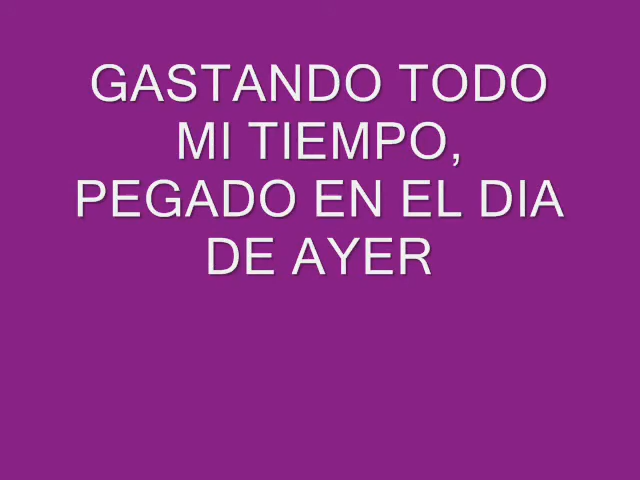 GASTANDO TODO
MI TIEMPO,
PEGADO EN EL DIA
DE AYER